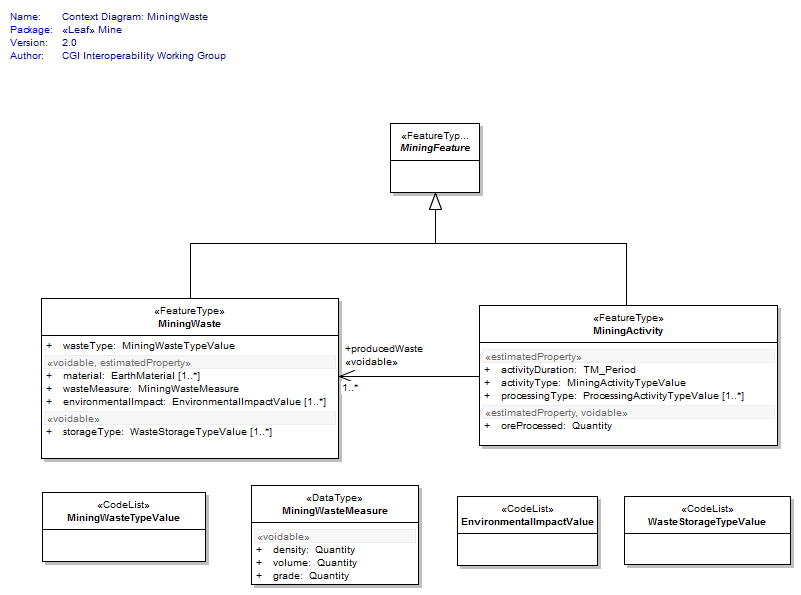 Name: Context Diagram: MiningWaste
Package: «Leaf» Mine
Version: 2.0
Author: CGI Interoperability Working Group
«FeatureTyp...
MiningFeature
«FeatureType»
MiningWaste
+ wasteType: MiningWasteTypeValue
«voidable, estimatedProperty»
+ material: EarthMaterial [1..*]
+ wasteMeasure: MiningWasteMeasure
+ environmentalImpact: EnvironmentalImpactValue [1..*]
«voidable»
+ storageType: WasteStorageTypeValue [1..*]
+producedWaste
«voidable»
1..*
«FeatureType»
MiningActivity
«estimatedProperty»
+ activityDuration: TM_Period
+ activityType: MiningActivityTypeValue
+ processingType: ProcessingActivityTypeValue [1..*]
«estimatedProperty, voidable»
+ oreProcessed: Quantity
«CodeList»
MiningWasteTypeValue
«DataType»
MiningWasteMeasure
«voidable»
+ density: Quantity
+ volume: Quantity
+ grade: Quantity
«CodeList»
EnvironmentalImpactValue
«CodeList»
WasteStorageTypeValue